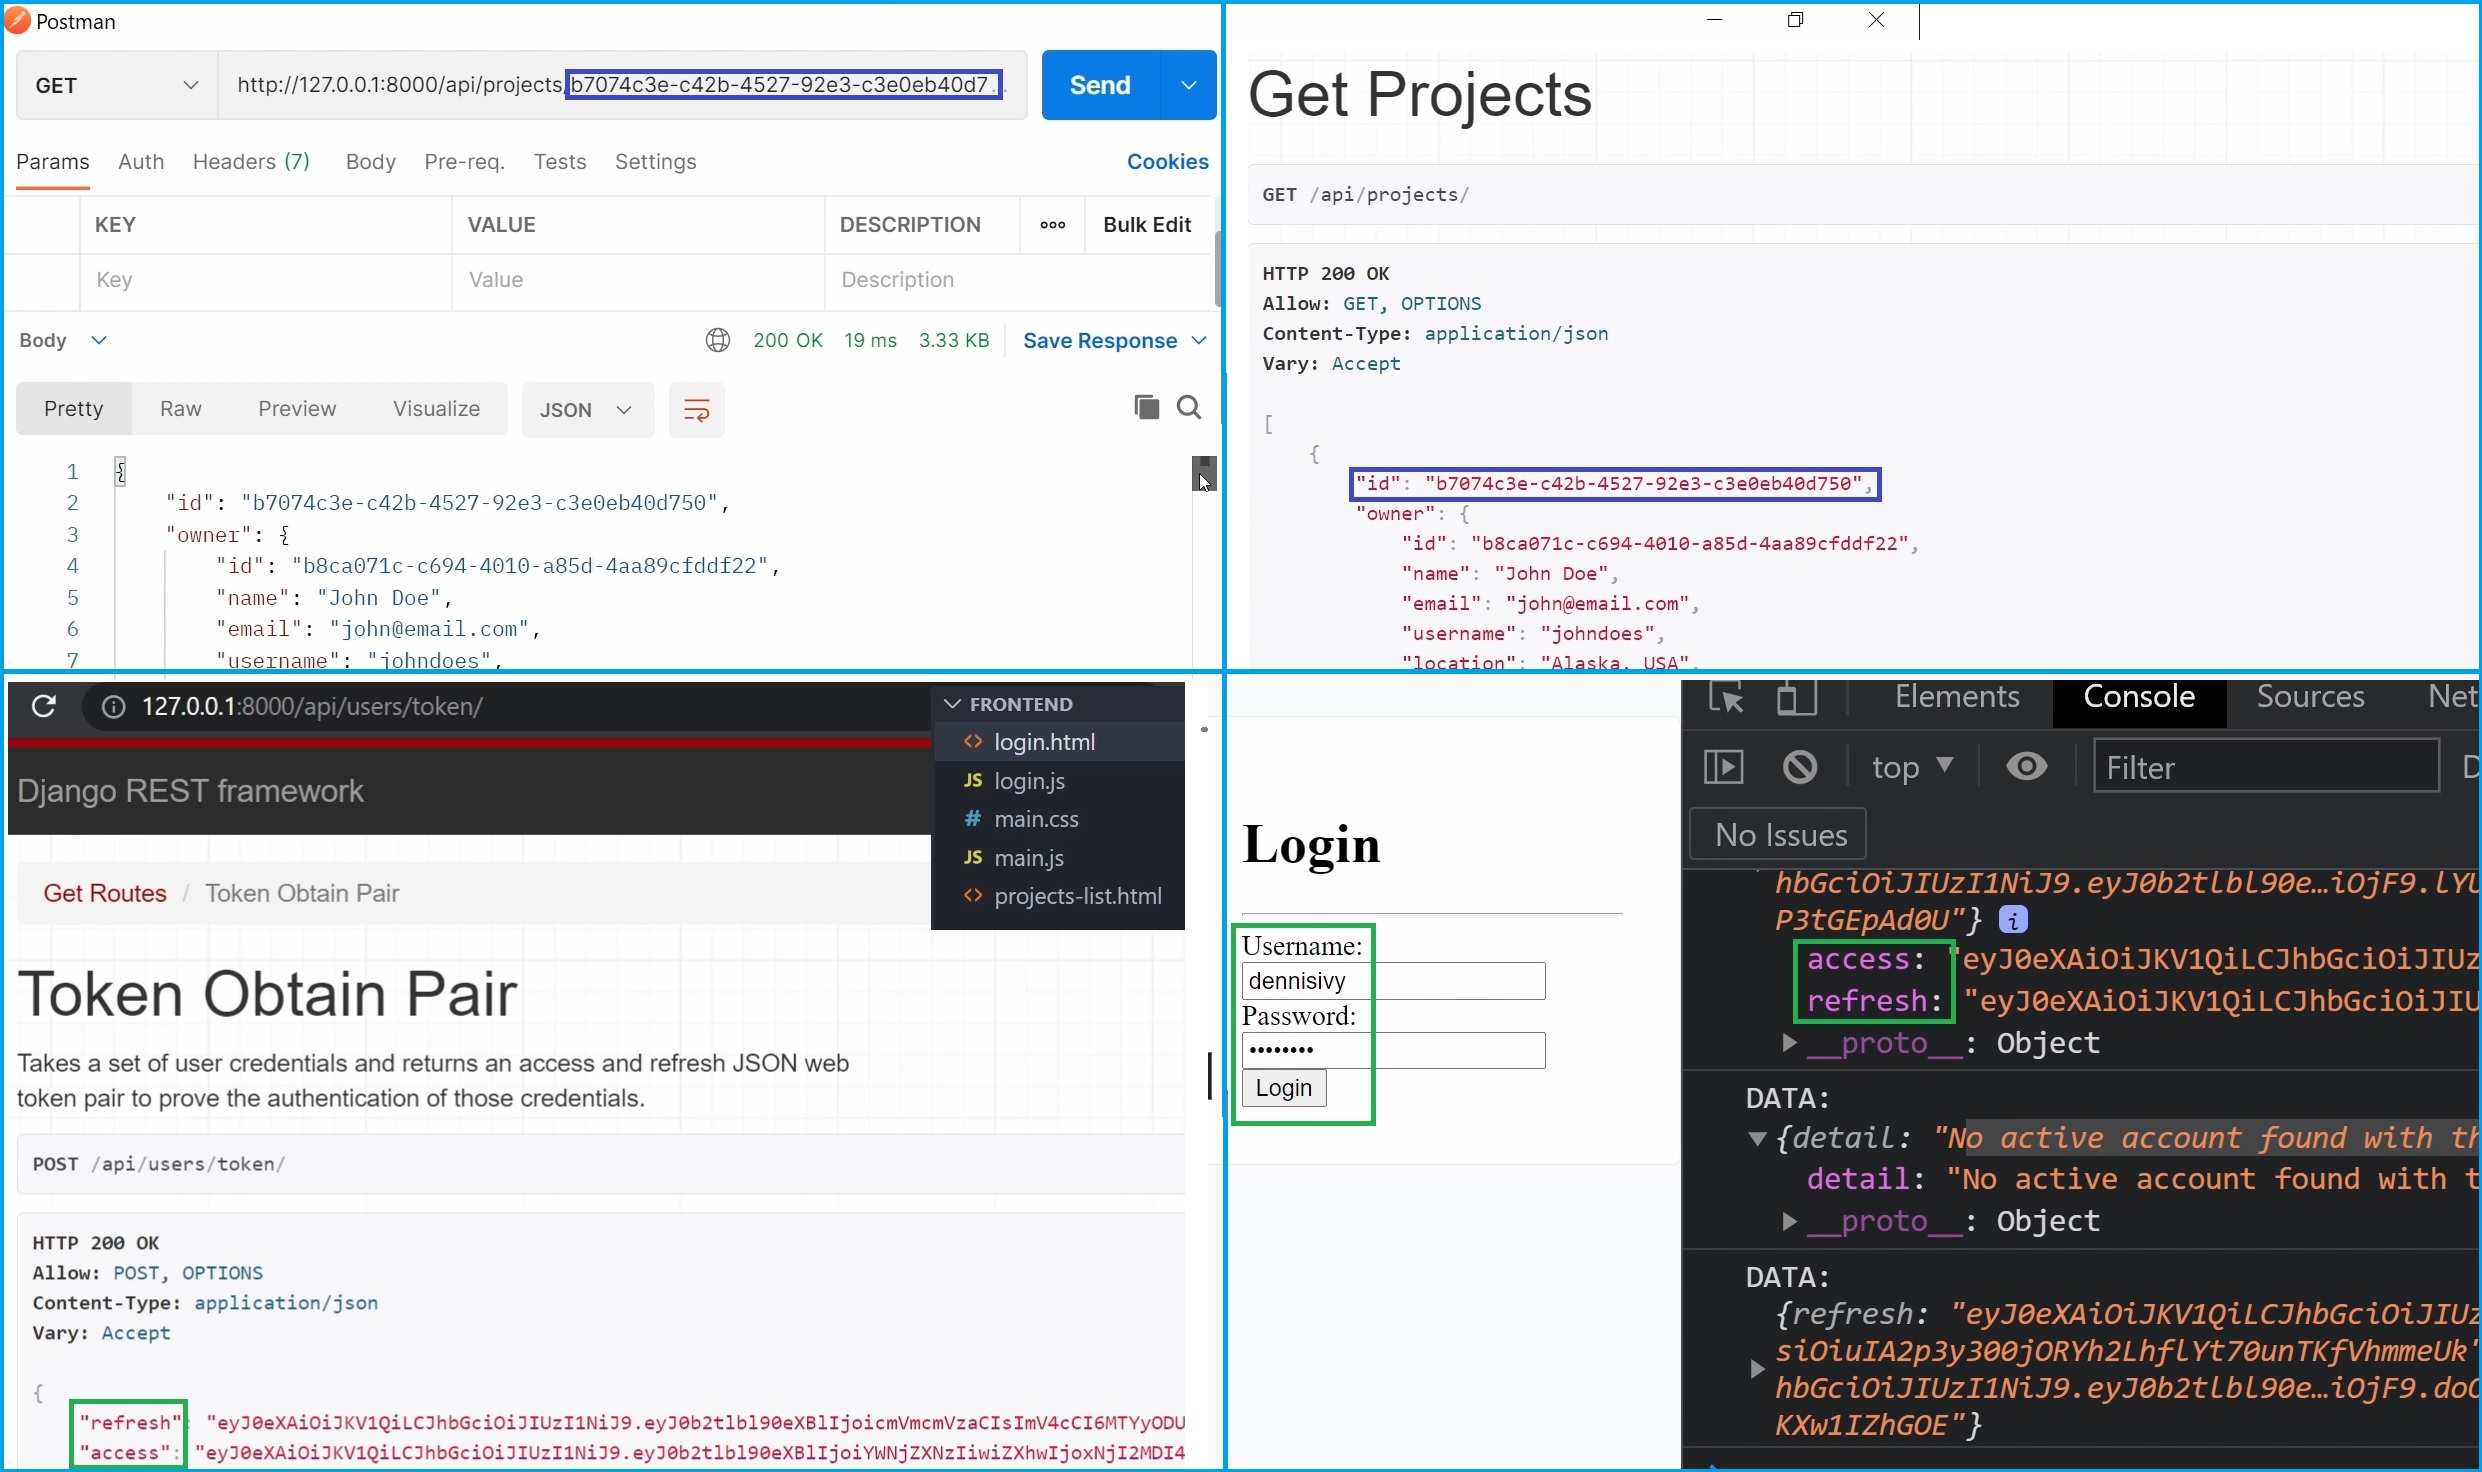 Postman
GET
http://127.0.0.1:8000/api/projects/b7074c3e-c42b-4527-92e3-c3e0eb40d7...
Send
Params Auth Headers (7) Body Pre-req. Tests Settings Cookies
KEY VALUE DESCRIPTION ooo Bulk Edit
Key Value Description
Body 200 OK 19 ms 3.33 KB Save Response
Pretty Raw Preview Visualize JSON
1 {
2 "id": "b7074c3e-c42b-4527-92e3-c3e0eb40d750",
3 "owner": {
4 "id": "b8ca071c-c694-4010-a85d-4aa89cfddf22",
5 "name": "John Doe",
6 "email": "john@email.com",
7 "username": "johndoes",
Get Projects
GET /api/projects/
HTTP 200 OK
Allow: GET, OPTIONS
Content-Type: application/json
Vary: Accept
[
{
"id": "b7074c3e-c42b-4527-92e3-c3e0eb40d750",
"owner": {
"id": "b8ca071c-c694-4010-a85d-4aa89cfddf22",
"name": "John Doe",
"email": "john@email.com",
"username": "johndoes",
"location": "Alaska, USA",
127.0.0.1:8000/api/users/token/
Django REST framework
FRONTEND
<> login.html
JS login.js
# main.css
JS main.js
<> projects-list.html
Get Routes / Token Obtain Pair
Token Obtain Pair
Takes a set of user credentials and returns an access and refresh JSON web
token pair to prove the authentication of those credentials.
POST /api/users/token/
HTTP 200 OK
Allow: POST, OPTIONS
Content-Type: application/json
Vary: Accept
{
"refresh": "eyJ0eXAiOiJKV1QiLCJhbGciOiJIUzI1NiJ9.eyJ0b2tlbl90eXBlIjoicmVmcmVzaCIsImV4cCI6MTYyODU
"access": "eyJ0eXAiOiJKV1QiLCJhbGciOiJIUzI1NiJ9.eyJ0b2tlbl90eXBlIjoiYWNjZXNzIiwiZXhwIjoxNjI2MDI4
Login
Username:
dennisivy
Password:
••••••••
Login
Elements Console Sources Net
top Filter
No Issues
hbGciOiJIUzI1NiJ9.eyJ0b2tlbl90e…iOjF9.lYU
P3tGEpAd0U"} i
access: "eyJ0eXAiOiJKV1QiLCJhbGciOiJIUz
refresh: "eyJ0eXAiOiJKV1QiLCJhbGciOiJIU
__proto__: Object
DATA:
{detail: "No active account found with th
detail: "No active account found with t
__proto__: Object
DATA:
{refresh: "eyJ0eXAiOiJKV1QiLCJhbGciOiJIUz
siOiuIA2p3y300jORYh2LhflYt70unTKfVhmmeUk"
hbGciOiJIUzI1NiJ9.eyJ0b2tlbl90e…iOjF9.doC
KXw1IZhGOE"}